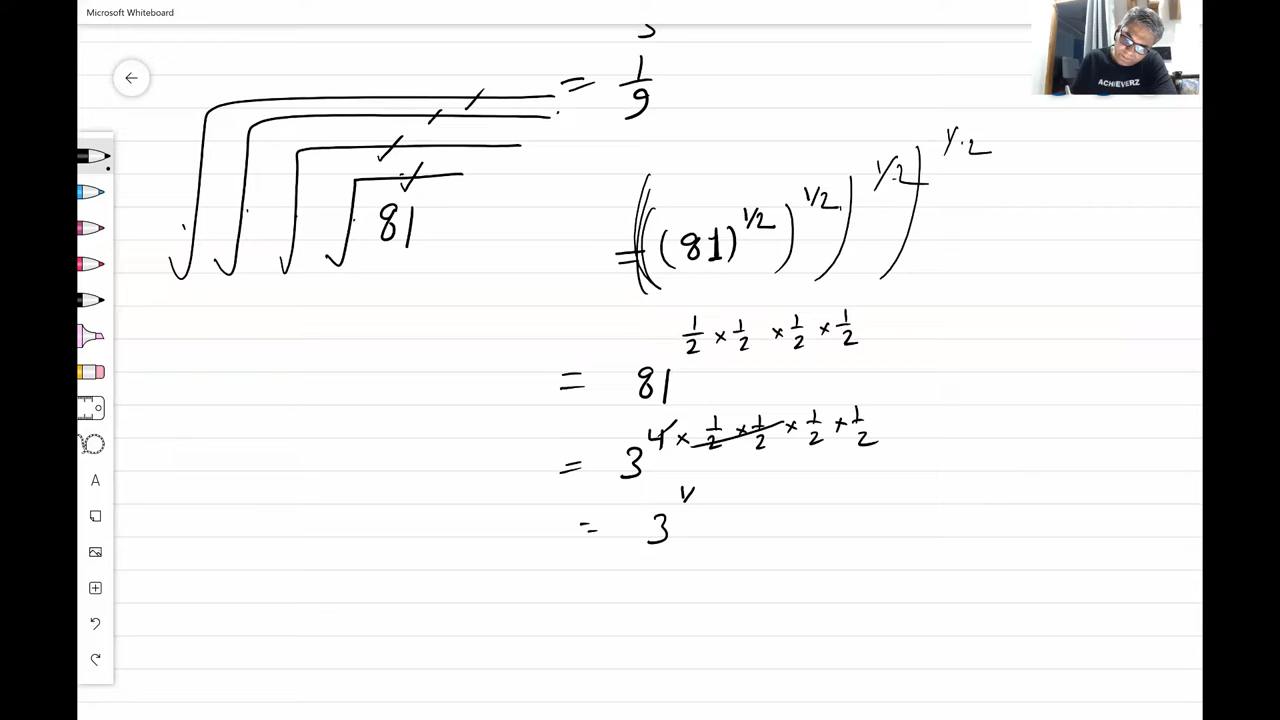 Microsoft Whiteboard
ACHIEVERZ
= 1/9
√√√√81
= (((81)^1/2)^1/2)^1/2)^1/2
= 81^(1/2 × 1/2 × 1/2 × 1/2)
= 3^(4 × 1/2 × 1/2 × 1/2 × 1/2)
= 3^1/
A